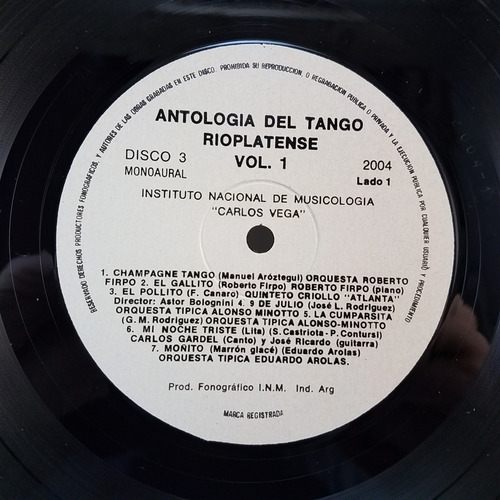 RESERVADO DERECHOS PRODUCTORES FONOGRAFICOS, Y AUTORES DE LAS OBRAS GRABADAS EN ESTE DISCO. PROHIBIDA SU REPRODUCCION, O REGRABACION PUBLICA O PRIVADA Y LA EJECUCION PUBLICA POR CUALQUIER USUARIO Y PROCEDIMIENTO
ANTOLOGIA DEL TANGO
RIOPLATENSE
DISCO 3 VOL. 1 2004
MONOAURAL Lado 1
INSTITUTO NACIONAL DE MUSICOLOGIA
"CARLOS VEGA"
1. CHAMPAGNE TANGO (Manuel Aróztegui) ORQUESTA ROBERTO
FIRPO 2. EL GALLITO (Roberto Firpo) ROBERTO FIRPO (piano)
3. EL POLLITO (F. Canaro) QUINTETO CRIOLLO "ATLANTA"
Director: Astor Bolognini 4. 9 DE JULIO (José L. Rodríguez)
ORQUESTA TIPICA ALONSO MINOTTO 5. LA CUMPARSITA
(G. M. Rodríguez) ORQUESTA TIPICA ALONSO-MINOTTO
6. MI NOCHE TRISTE (Lita) (S. Castriota - P. Contursi)
CARLOS GARDEL (Canto) y José Ricardo (guitarra)
7. MOÑITO (Marrón glacé) (Eduardo Arolas)
ORQUESTA TIPICA EDUARDO AROLAS.
Prod. Fonográfico I.N.M. Ind. Arg
MARCA REGISTRADA